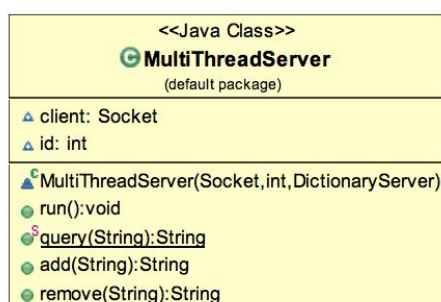 <<Java Class>>
MultiThreadServer
(default package)
client: Socket
id: int
MultiThreadServer(Socket,int,DictionaryServer)
run():void
query(String):String
add(String):String
remove(String):String